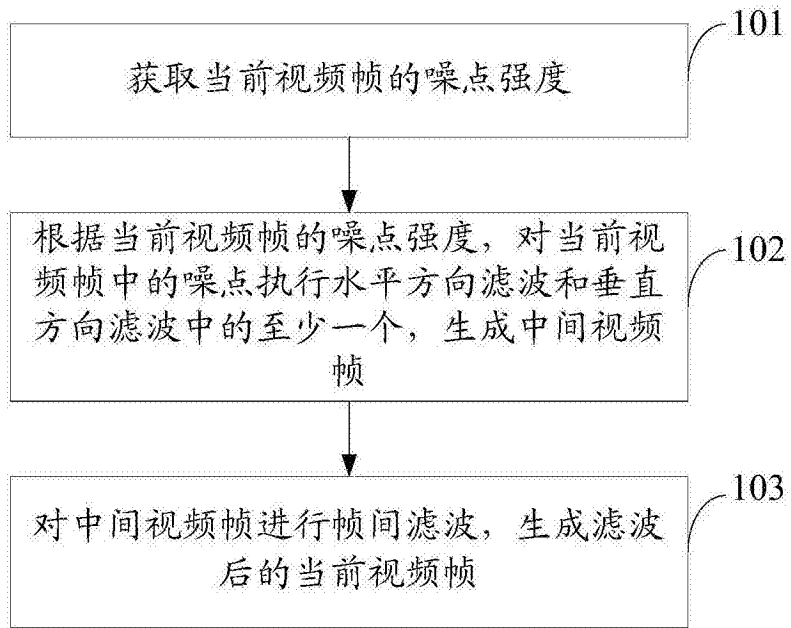 101
获取当前视频帧的噪点强度
根据当前视频帧的噪点强度，对当前视
频帧中的噪点执行水平方向滤波和垂直
方向滤波中的至少一个，生成中间视频
帧
102
对中间视频帧进行帧间滤波，生成滤波
后的当前视频帧
103